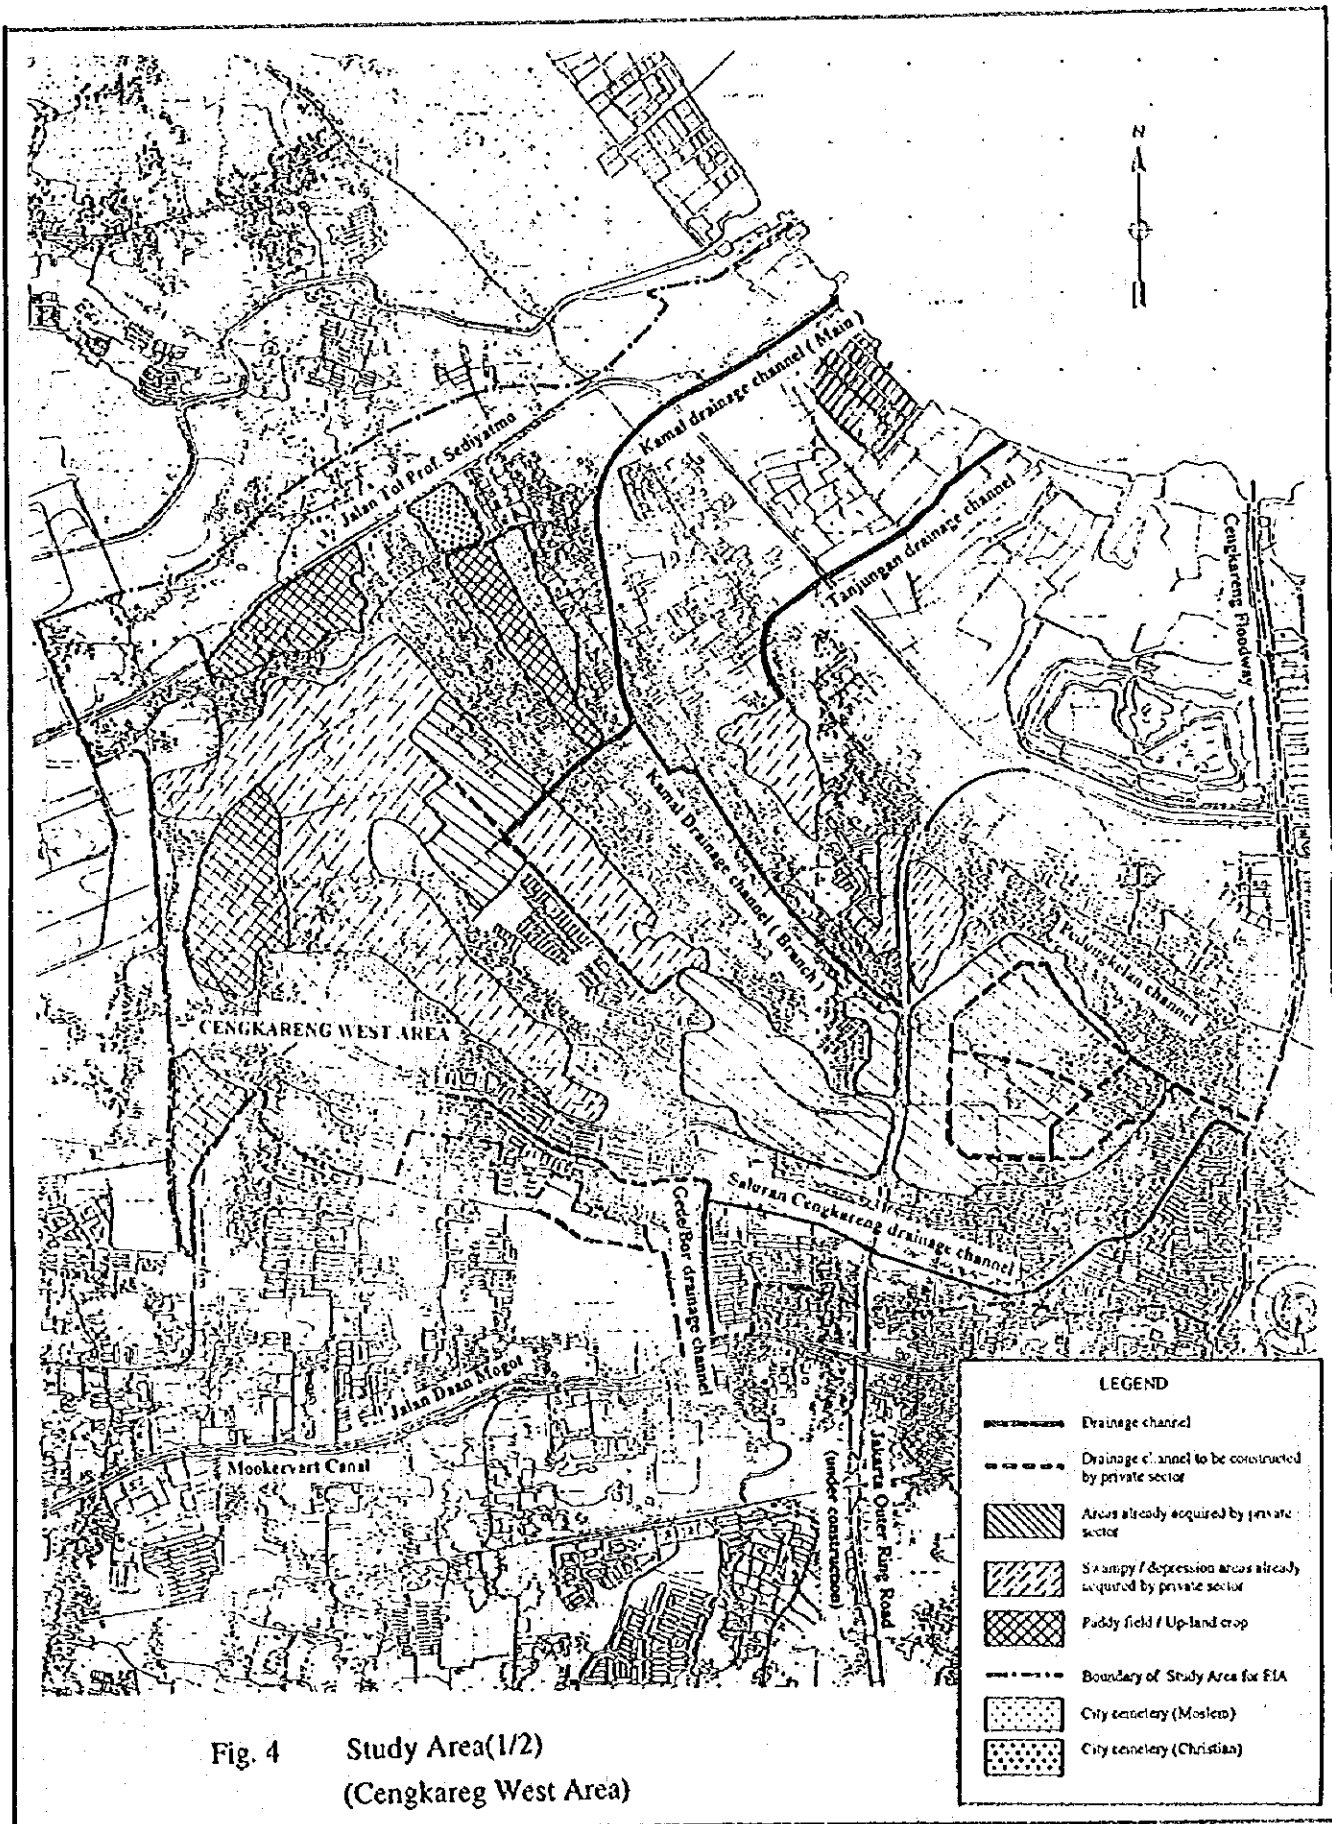 N
Kamal drainage channel ( Main )
Jalan Tol Prof. Sediyatmo
Tanjungan drainage channel
Cengkareng Floodway
Kamal Drainage channel ( Branch )
Pedongkelan channel
CENGKARENG WEST AREA
Saluran Cengkareng drainage channel
Gede/Bor drainage channel
Jalan Daan Mogot
Mookervart Canal
Jakarta Outer Ring Road
(under construction)
LEGEND
Drainage channel
Drainage channel to be constructed
by private sector
Areas already acquired by private
sector
Swampy / depression areas already
acquired by private sector
Paddy field / Up-land crop
Boundary of Study Area for EIA
City cemetery (Moslem)
City cemetery (Christian)
Fig. 4 Study Area(1/2)
(Cengkareg West Area)